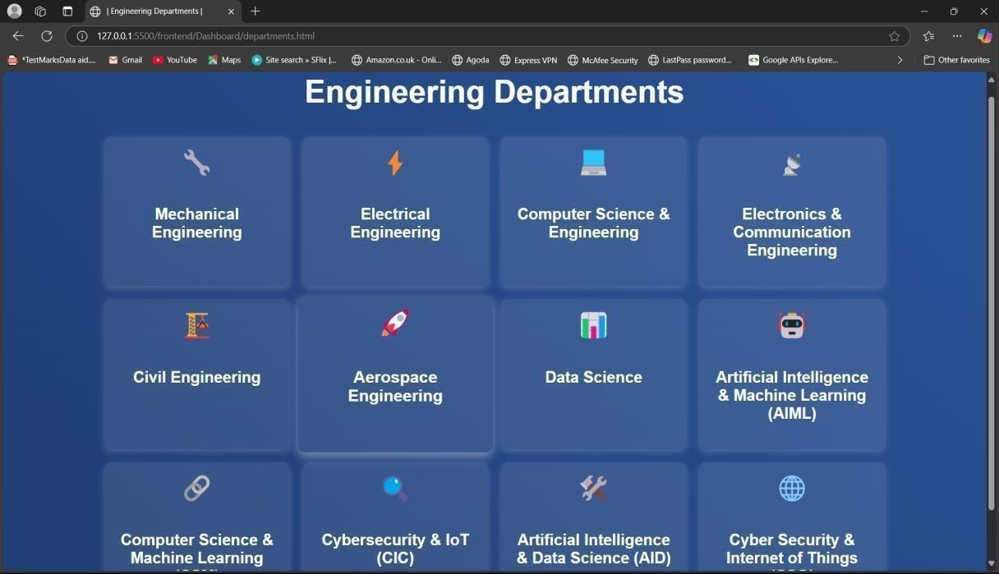 | Engineering Departments |
127.0.0.1:5500/frontend/Dashboard/departments.html
*TestMarksData aid.... Gmail YouTube Maps Site search » SFlix |... Amazon.co.uk - Onli... Agoda Express VPN McAfee Security LastPass password... Google APIs Explore... Other favorites
Engineering Departments
Mechanical
Engineering
Electrical
Engineering
Computer Science &
Engineering
Electronics &
Communication
Engineering
Civil Engineering
Aerospace
Engineering
Data Science
Artificial Intelligence
& Machine Learning
(AIML)
Computer Science &
Machine Learning
Cybersecurity & IoT
(CIC)
Artificial Intelligence
& Data Science (AID)
Cyber Security &
Internet of Things